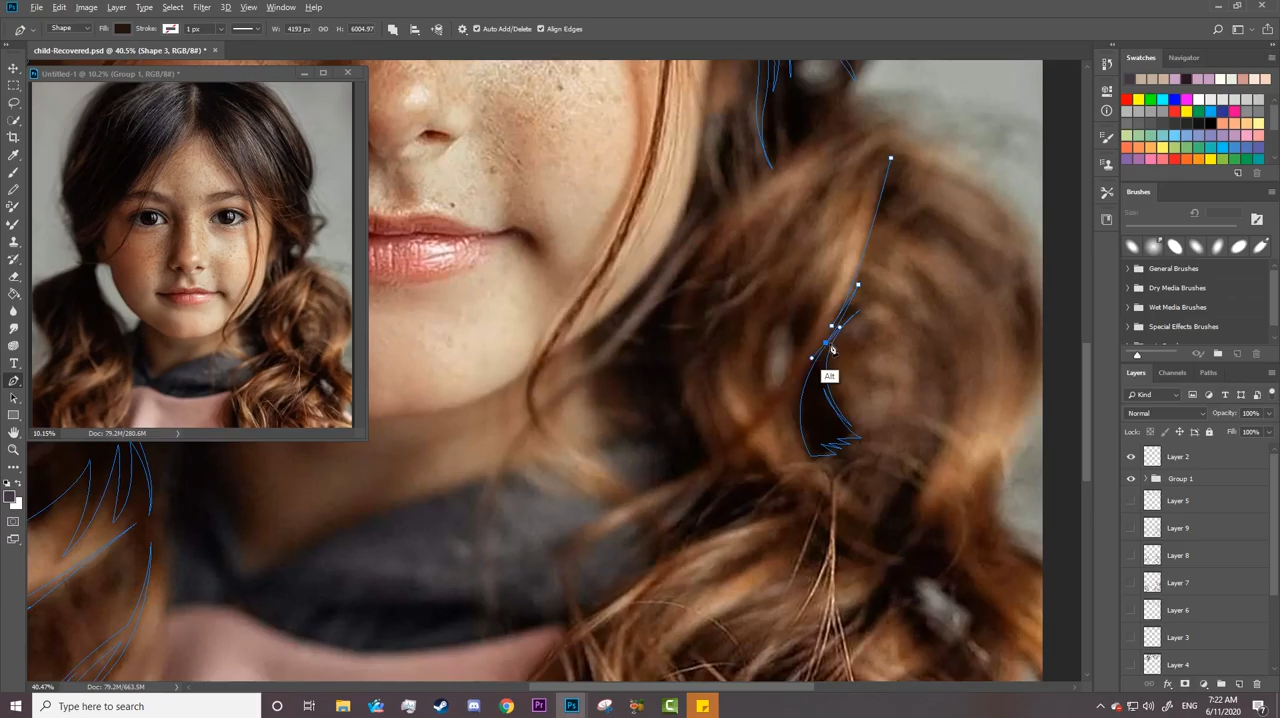 File Edit Image Layer Type Select Filter 3D View Window Help
Shape Fill: Stroke: 1 px W: 4193 px H: 6004.97 Auto Add/Delete Align Edges
child-Recovered.psd @ 40.5% (Shape 3, RGB/8#) *
Untitled-1 @ 10.2% (Group 1, RGB/8#) *
10.15% Doc: 79.2M/280.6M
Alt
Swatches Navigator
Brushes
Size:
General Brushes
Dry Media Brushes
Wet Media Brushes
Special Effects Brushes
Layers Channels Paths
Kind
Normal Opacity: 100%
Lock: Fill: 100%
Layer 2
Group 1
Layer 5
Layer 9
Layer 8
Layer 7
Layer 6
Layer 3
Layer 4
40.47% Doc: 79.2M/663.5M
Type here to search
ENG
7:22 AM
6/11/2020